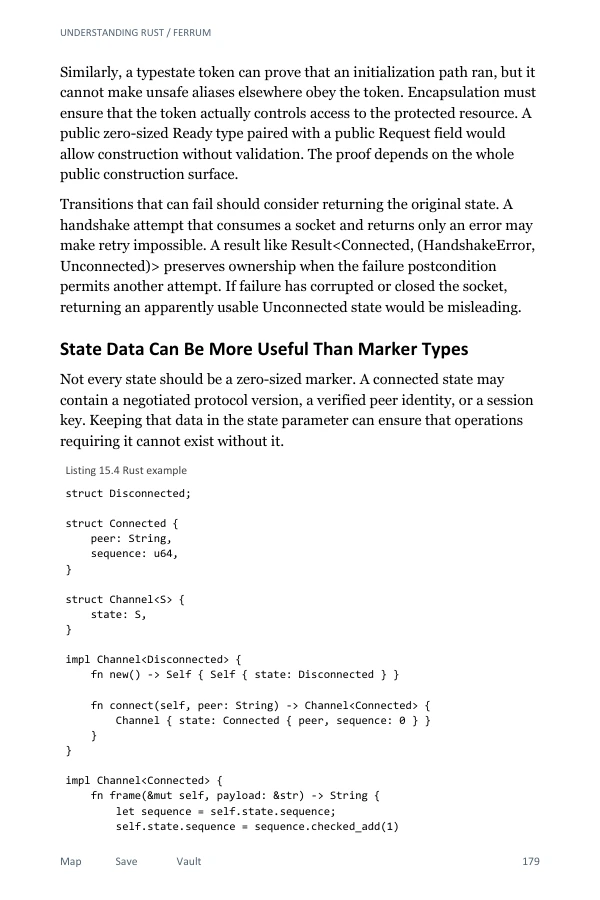 UNDERSTANDING RUST / FERRUM
Similarly, a typestate token can prove that an initialization path ran, but it
cannot make unsafe aliases elsewhere obey the token. Encapsulation must
ensure that the token actually controls access to the protected resource. A
public zero-sized Ready type paired with a public Request field would
allow construction without validation. The proof depends on the whole
public construction surface.
Transitions that can fail should consider returning the original state. A
handshake attempt that consumes a socket and returns only an error may
make retry impossible. A result like Result<Connected, (HandshakeError,
Unconnected)> preserves ownership when the failure postcondition
permits another attempt. If failure has corrupted or closed the socket,
returning an apparently usable Unconnected state would be misleading.
State Data Can Be More Useful Than Marker Types
Not every state should be a zero-sized marker. A connected state may
contain a negotiated protocol version, a verified peer identity, or a session
key. Keeping that data in the state parameter can ensure that operations
requiring it cannot exist without it.
Listing 15.4 Rust example
struct Disconnected;
struct Connected {
    peer: String,
    sequence: u64,
}
struct Channel<S> {
    state: S,
}
impl Channel<Disconnected> {
    fn new() -> Self { Self { state: Disconnected } }
    fn connect(self, peer: String) -> Channel<Connected> {
        Channel { state: Connected { peer, sequence: 0 } }
    }
}
impl Channel<Connected> {
    fn frame(&mut self, payload: &str) -> String {
        let sequence = self.state.sequence;
        self.state.sequence = sequence.checked_add(1)
Map Save Vault 179